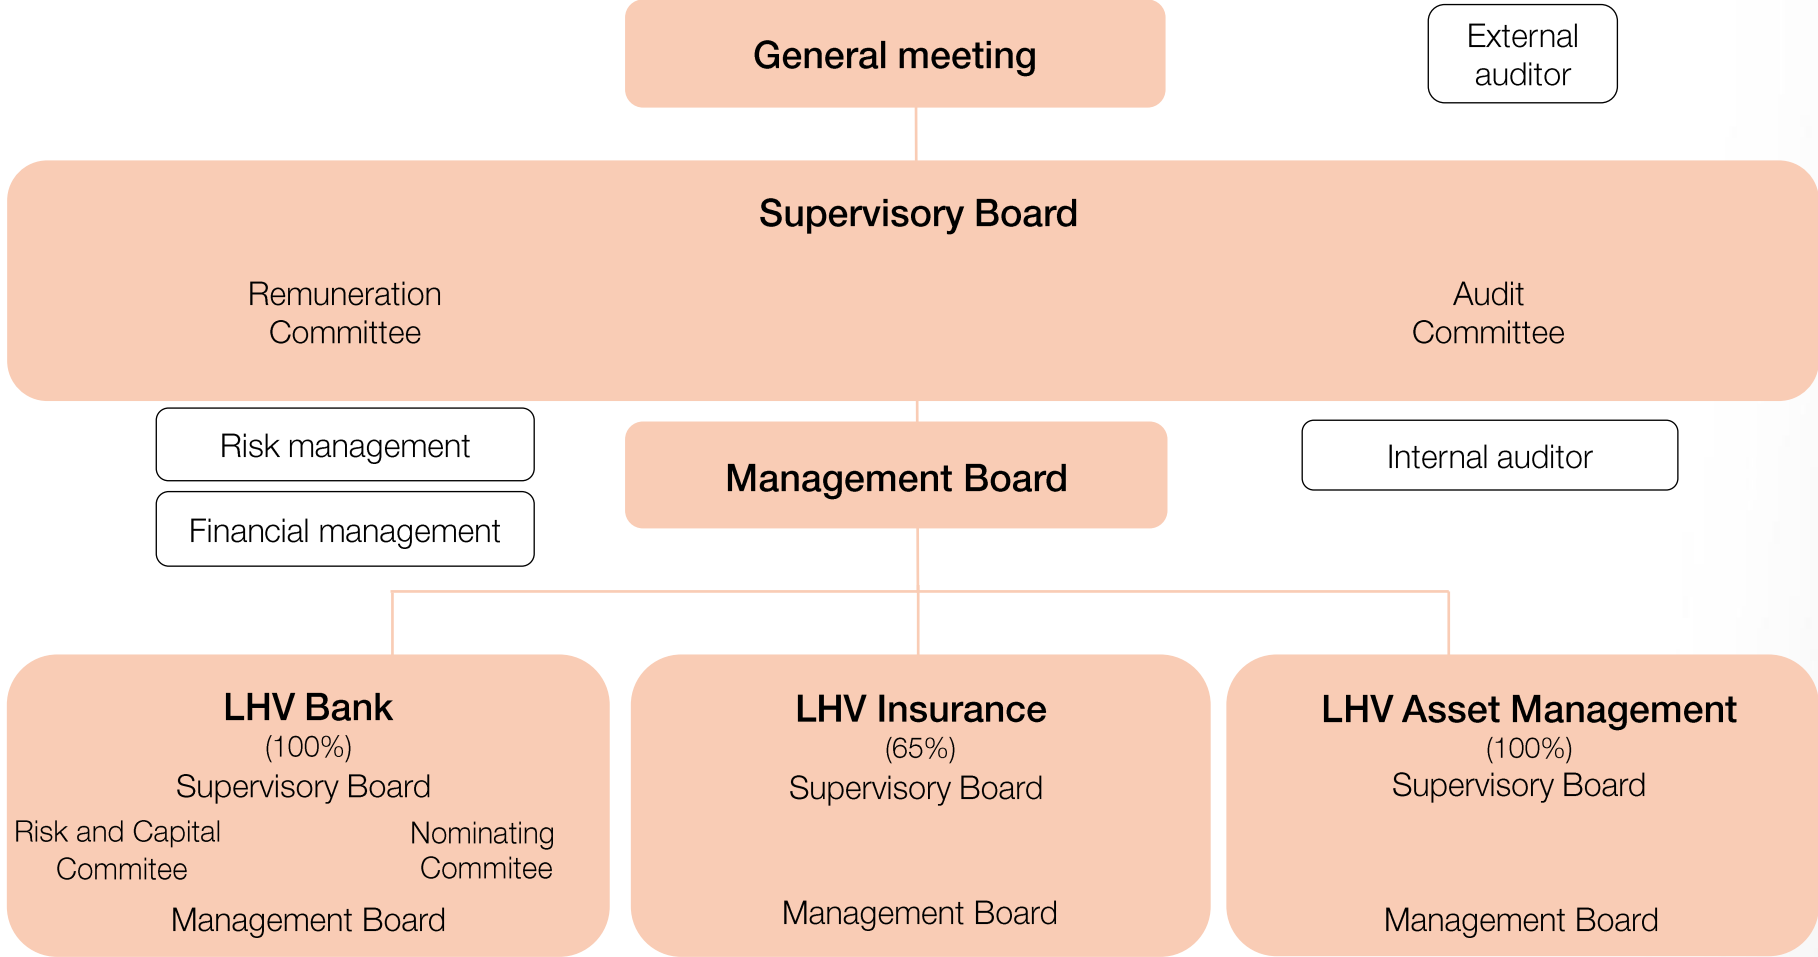 General meeting
External
auditor
Supervisory Board
Remuneration
Committee
Audit
Committee
Risk management
Financial management
Management Board
Internal auditor
LHV Bank
(100%)
Supervisory Board
Risk and Capital
Commitee
Nominating
Commitee
Management Board
LHV Insurance
(65%)
Supervisory Board
Management Board
LHV Asset Management
(100%)
Supervisory Board
Management Board